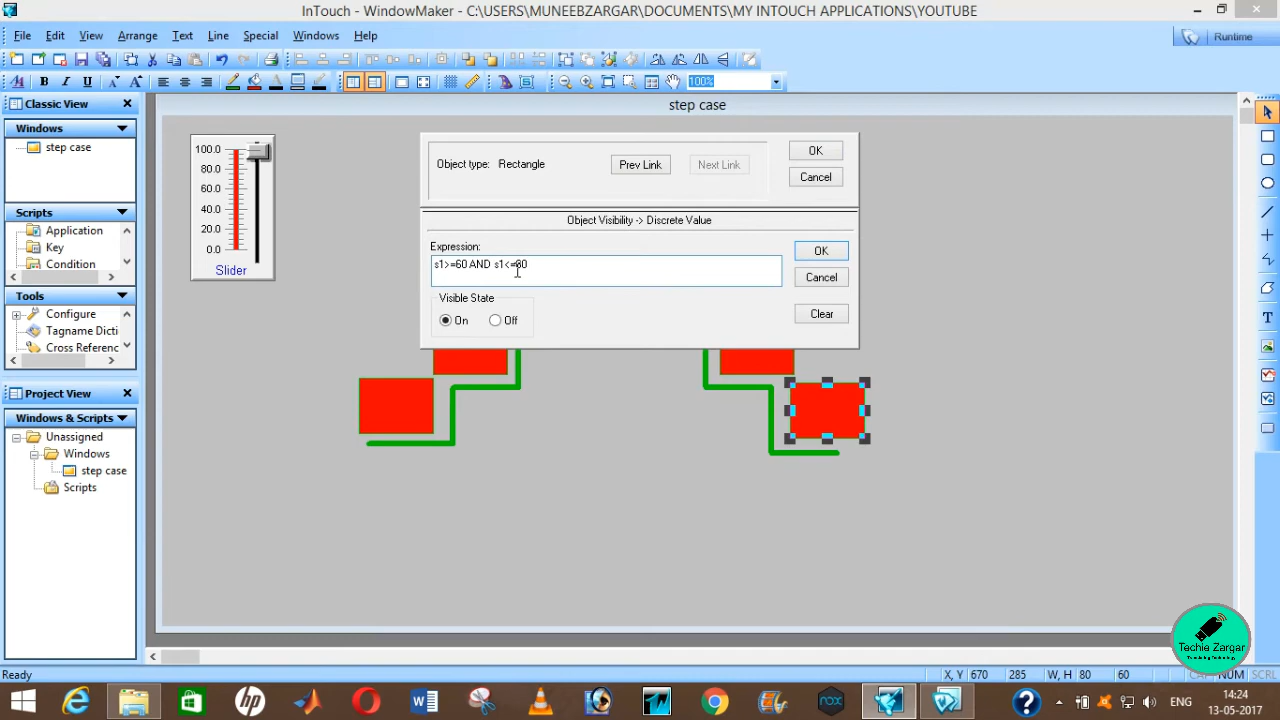 InTouch - WindowMaker - C:\USERS\MUNEEBZARGAR\DOCUMENTS\MY INTOUCH APPLICATIONS\YOUTUBE
File Edit View Arrange Text Line Special Windows Help
Runtime
B I U A A
100%
Classic View
Windows
step case
Scripts
Application
Key
Condition
Tools
Configure
Tagname Dicti
Cross Referenc
Project View
Windows & Scripts
Unassigned
Windows
step case
Scripts
step case
100.0
80.0
60.0
40.0
20.0
0.0
Slider
Object type: Rectangle
Prev Link
Next Link
OK
Cancel
Object Visibility -> Discrete Value
Expression:
s1>=60 AND s1<=80
OK
Cancel
Clear
Visible State
On Off
Techie Zargar
Ready
X, Y 670 285 W, H 80 60 CAP NUM SCRL
ENG
14:24
13-05-2017